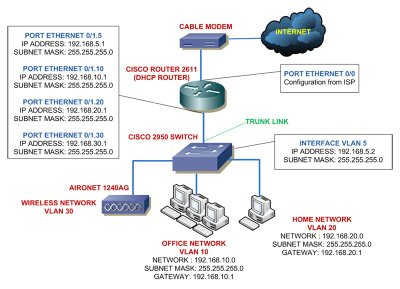 CABLE MODEM
INTERNET
PORT ETHERNET 0/1.5
IP ADDRESS: 192.168.5.1
SUBNET MASK: 255.255.255.0
PORT ETHERNET 0/1.10
IP ADDRESS: 192.168.10.1
SUBNET MASK: 255.255.255.0
PORT ETHERNET 0/1.20
IP ADDRESS: 192.168.20.1
SUBNET MASK: 255.255.255.0
PORT ETHERNET 0/1.30
IP ADDRESS: 192.168.30.1
SUBNET MASK: 255.255.255.0
CISCO ROUTER 2611
(DHCP ROUTER)
PORT ETHERNET 0/0
Configuration from ISP
TRUNK LINK
CISCO 2950 SWITCH
INTERFACE VLAN 5
IP ADDRESS: 192.168.5.2
SUBNET MASK: 255.255.255.0
AIRONET 1240AG
WIRELESS NETWORK
VLAN 30
OFFICE NETWORK
VLAN 10
NETWORK : 192.168.10.0
SUBNET MASK: 255.255.255.0
GATEWAY: 192.168.10.1
HOME NETWORK
VLAN 20
NETWORK: 192.168.20.0
SUBNET MASK: 255.255.255.0
GATEWAY: 192.168.20.1